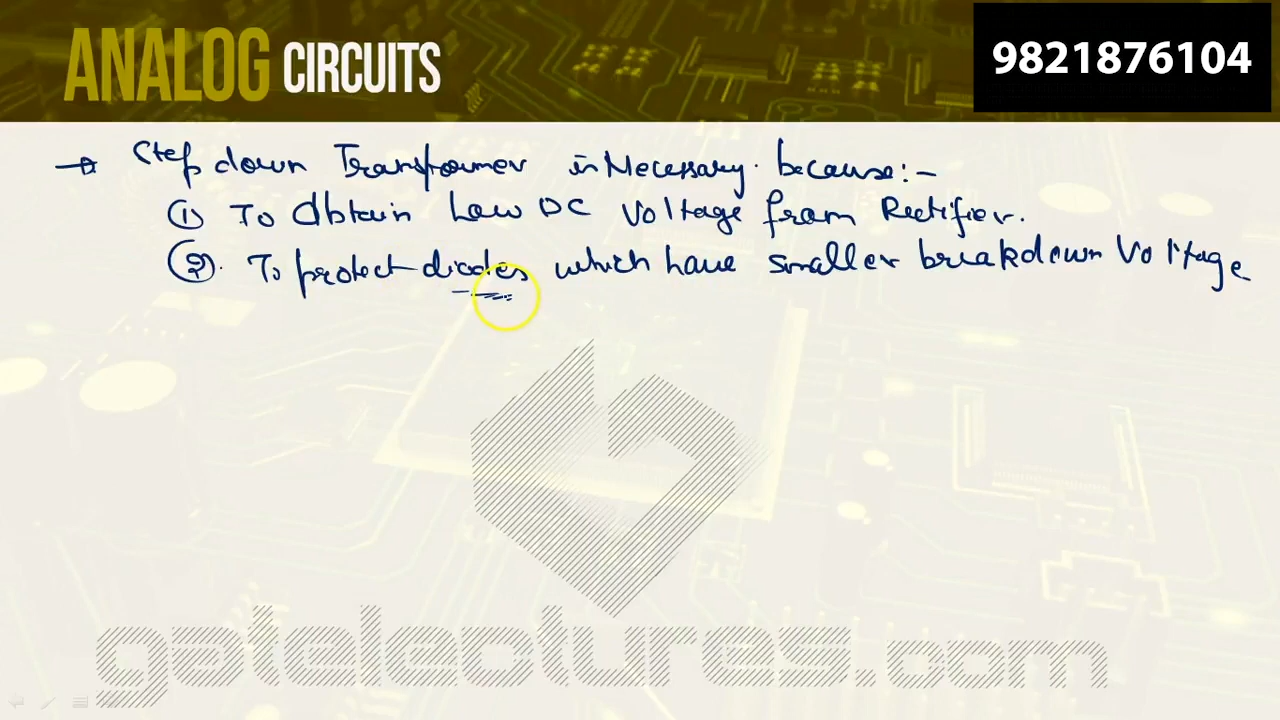 ANALOG CIRCUITS
9821876104
→ Step down Transformer is Necessary because:-
① To Obtain Low DC Voltage from Rectifier.
②. To protect diodes which have smaller breakdown Voltage
gatelectures.com